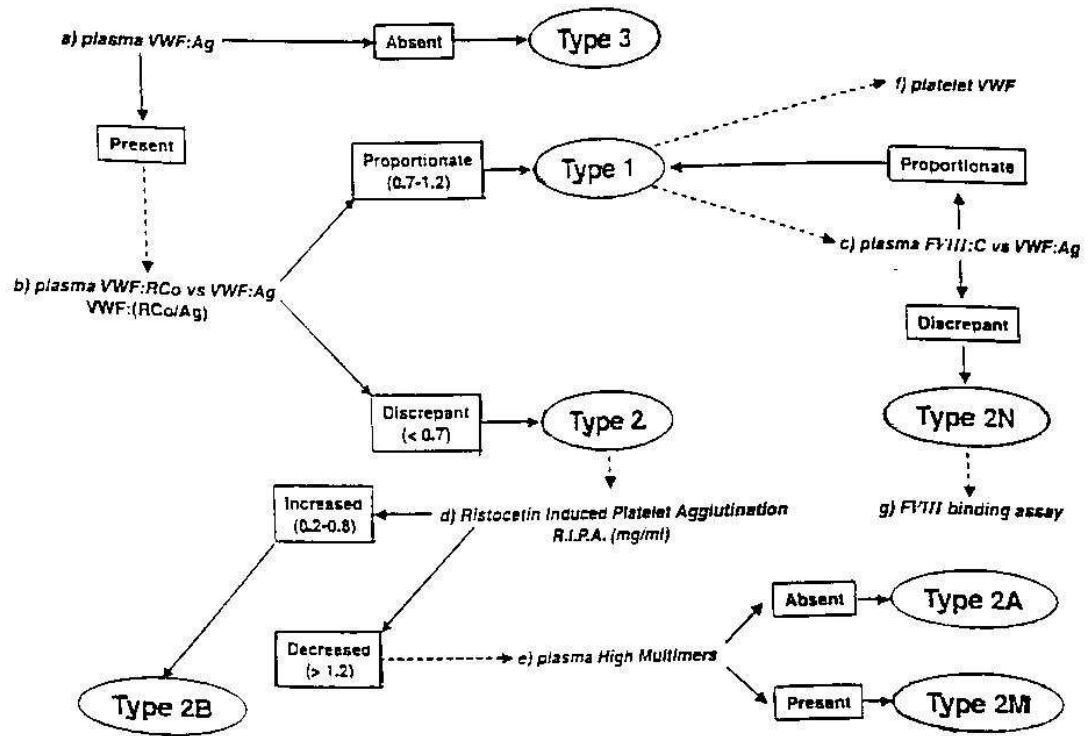 a) plasma VWF:Ag
Absent
Type 3
Present
f) platelet VWF
Proportionate
(0.7-1.2)
Type 1
Proportionate
c) plasma FVIII:C vs VWF:Ag
b) plasma VWF:RCo vs VWF:Ag
VWF:(RCo/Ag)
Discrepant
Discrepant
(< 0.7)
Type 2
Type 2N
Increased
(0.2-0.8)
d) Ristocetin Induced Platelet Agglutination
R.I.P.A. (mg/ml)
g) FVIII binding assay
Absent
Type 2A
Decreased
(> 1.2)
e) plasma High Multimers
Type 2B
Present
Type 2M